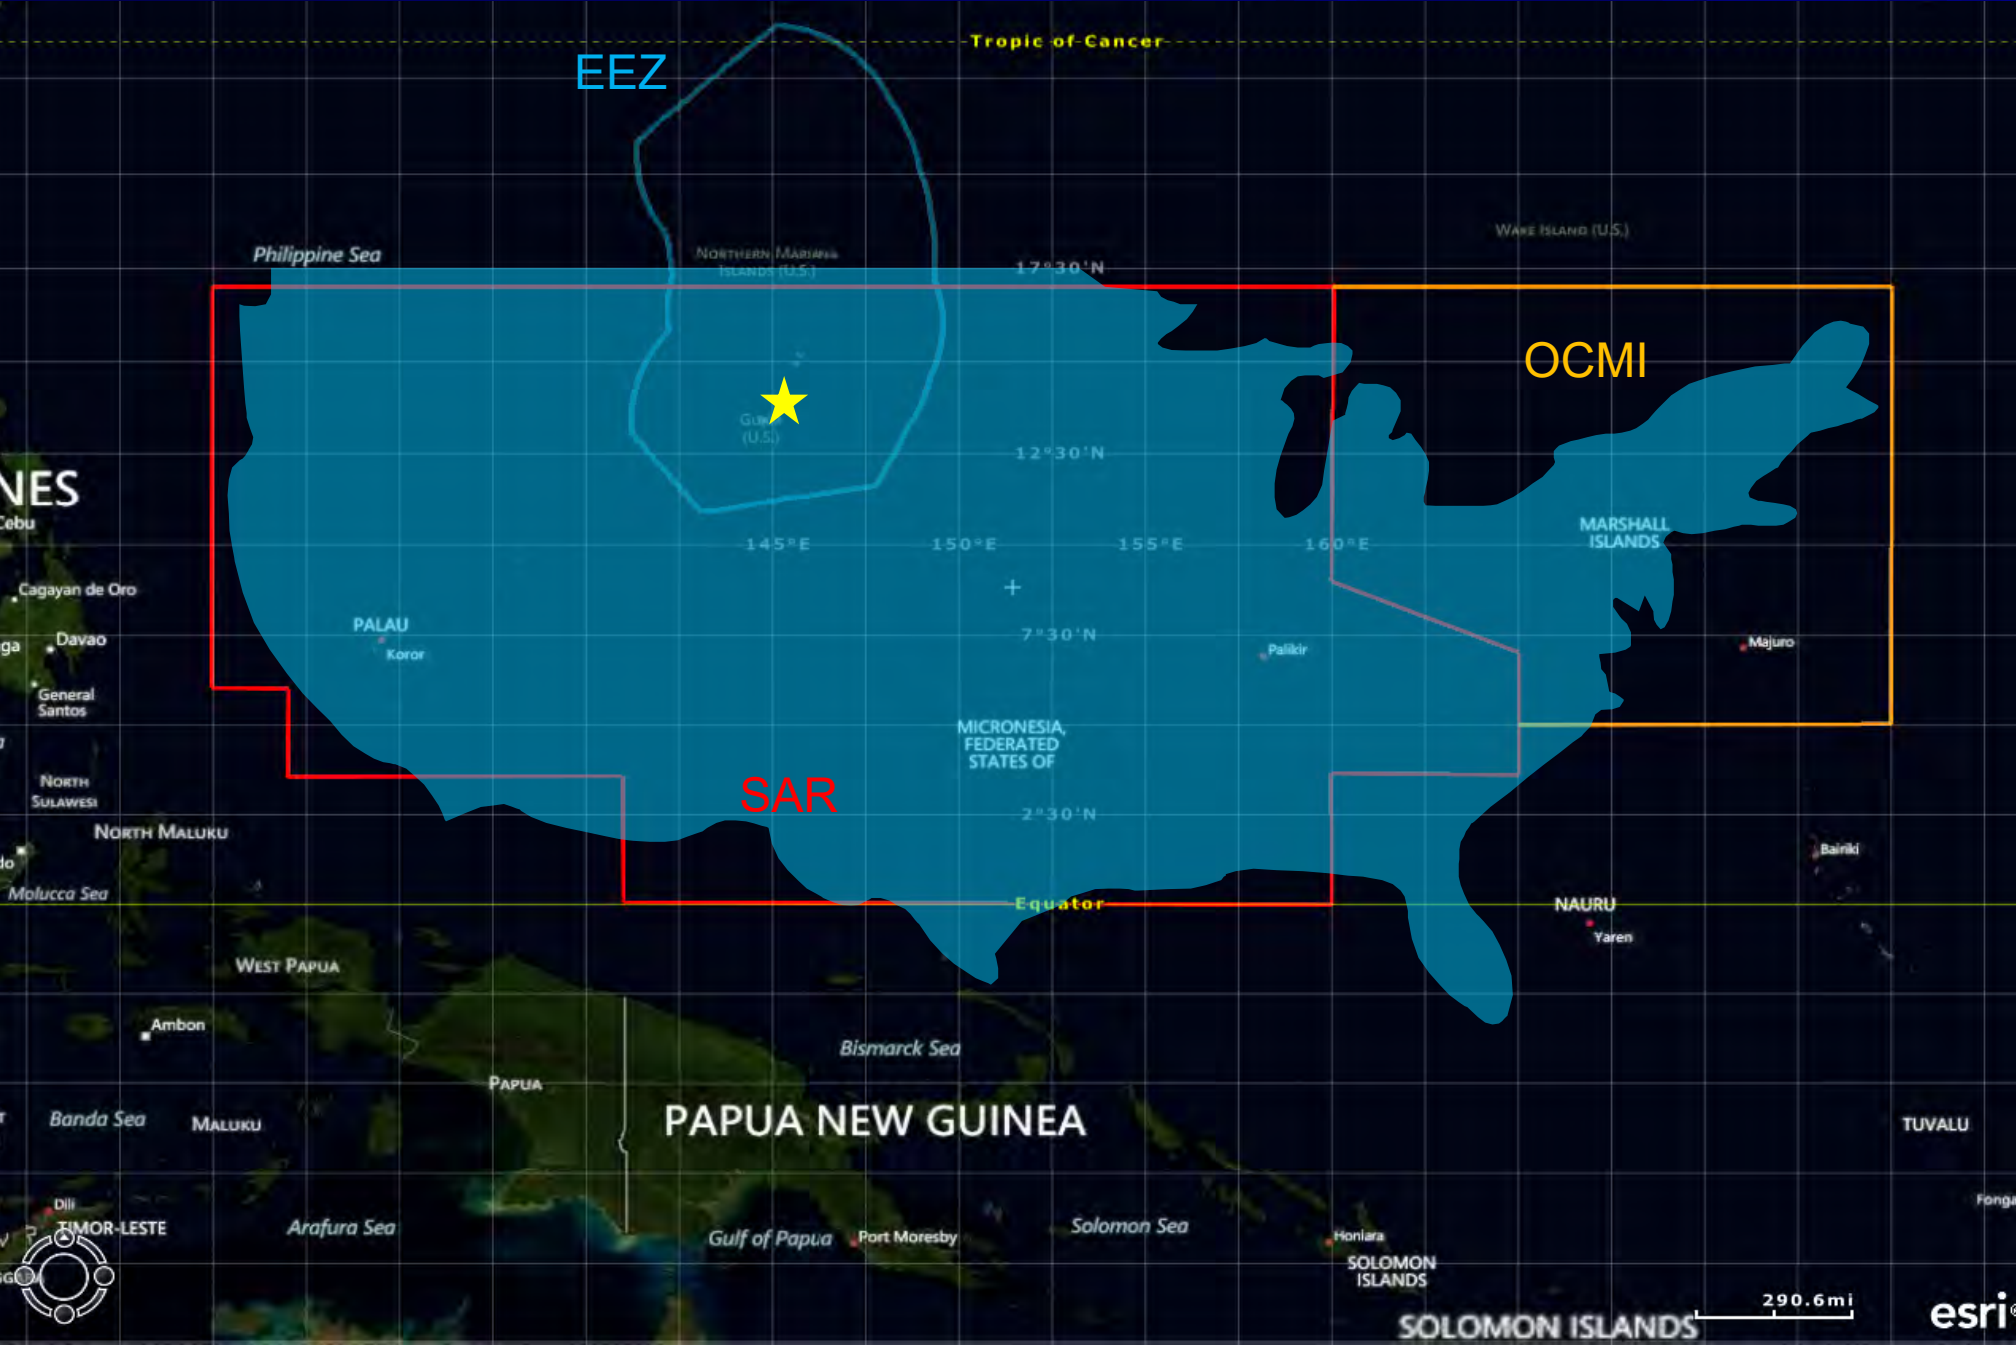 Tropic of Cancer
EEZ
Wake Island (U.S.)
Philippine Sea
Northern Mariana
Islands (U.S.)
17°30'N
OCMI
(U.S.)
12°30'N
NES
Cebu
MARSHALL
ISLANDS
145°E
150°E
155°E
160°E
Cagayan de Oro
PALAU
Koror
7°30'N
Davao
ga
Palikir
Majuro
General
Santos
MICRONESIA,
FEDERATED
STATES OF
North
Sulawesi
SAR
2°30'N
North Maluku
do
Bairiki
Molucca Sea
Equator
NAURU
Yaren
West Papua
Ambon
Bismarck Sea
Papua
Banda Sea
Maluku
PAPUA NEW GUINEA
TUVALU
Dili
TIMOR-LESTE
Arafura Sea
Gulf of Papua
Port Moresby
Solomon Sea
Honiara
SOLOMON
ISLANDS
Fonga
290.6mi
esri
SOLOMON ISLANDS